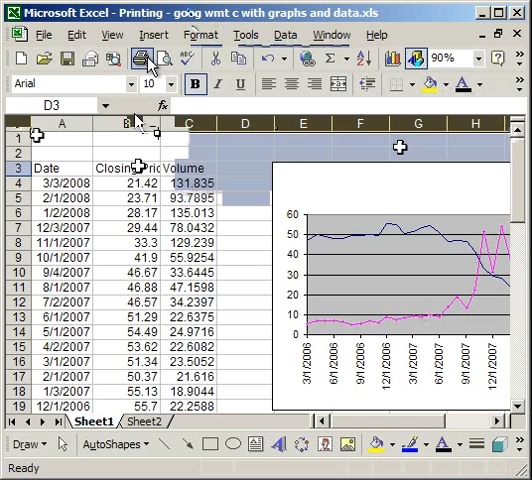 Microsoft Excel - Printing - goog wmt c with graphs and data.xls
File Edit View Insert Format Tools
Data Window Help
Σ 90%
Arial 10 B I U
D3 fx
A B C D E F G H
1
2
3 Date Closing Pric Volume
4 3/3/2008 21.42 131.835
5 2/1/2008 23.71 93.7895
6 1/2/2008 28.17 135.013
7 12/3/2007 29.44 78.0432
8 11/1/2007 33.3 129.239
9 10/1/2007 41.9 55.9254
10 9/4/2007 46.67 33.6445
11 8/1/2007 46.88 47.1598
12 7/2/2007 46.57 34.2397
13 6/1/2007 51.29 22.6375
14 5/1/2007 54.49 24.9716
15 4/2/2007 53.62 22.6082
16 3/1/2007 51.34 23.5052
17 2/1/2007 50.37 21.616
18 1/3/2007 55.13 18.9044
19 12/1/2006 55.7 22.2588
60
50
40
30
20
10
0
3/1/2006 6/1/2006 9/1/2006 12/1/2006 3/1/2007 6/1/2007 9/1/2007 12/1/2007
Sheet1 Sheet2
Draw AutoShapes
Ready